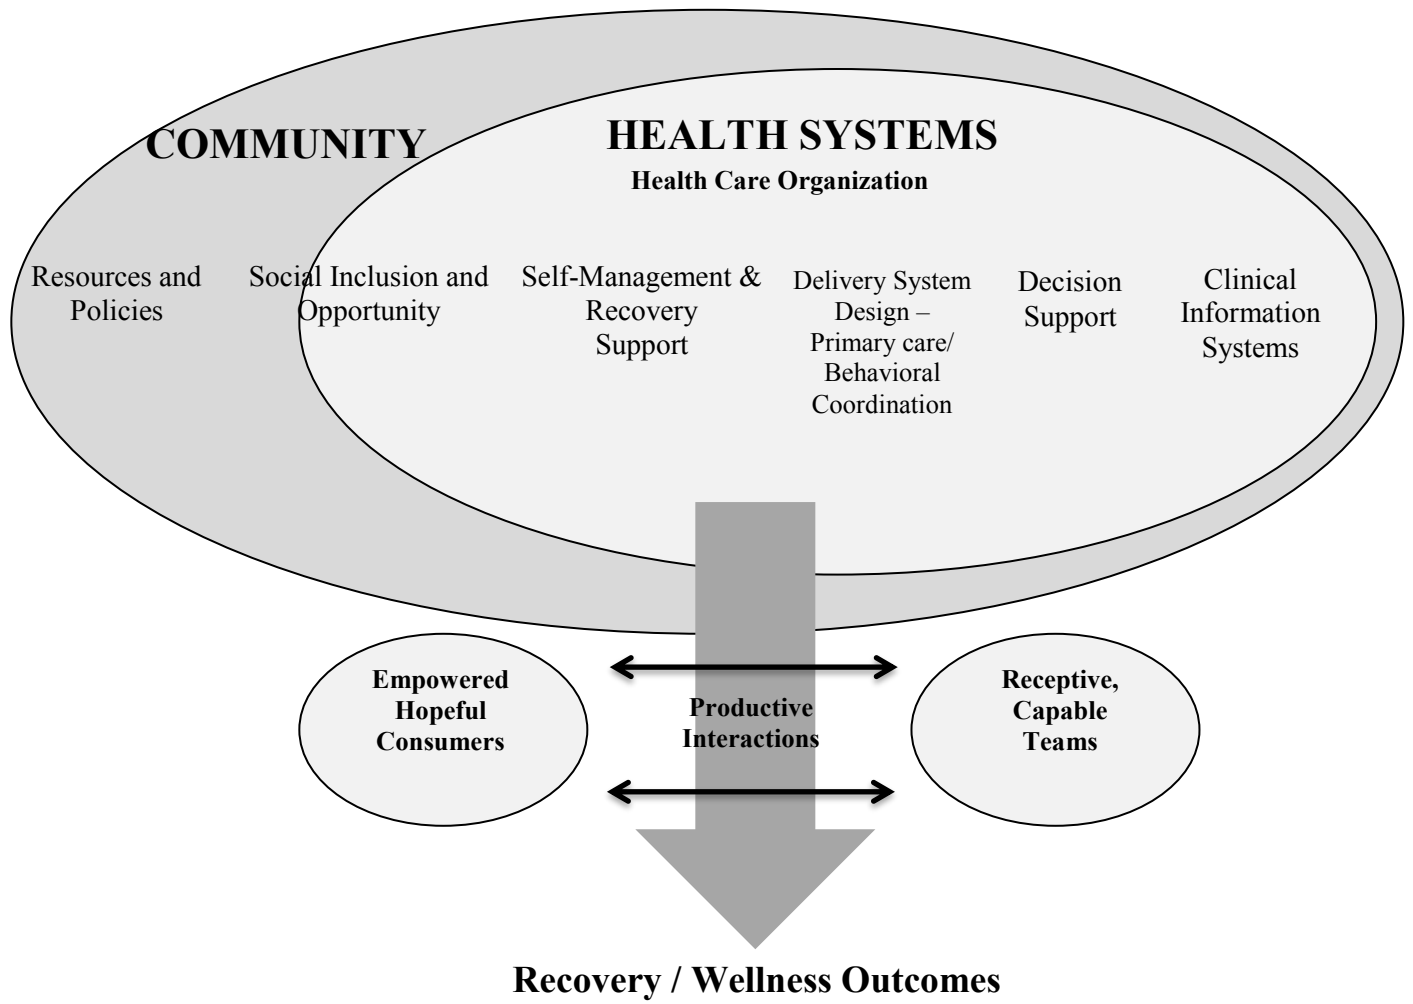 COMMUNITY
HEALTH SYSTEMS
Health Care Organization
Resources and
Policies
Social Inclusion and
Opportunity
Self-Management &
Recovery
Support
Delivery System
Design –
Primary care/
Behavioral
Coordination
Decision
Support
Clinical
Information
Systems
Empowered
Hopeful
Consumers
Productive
Interactions
Receptive,
Capable
Teams
Recovery / Wellness Outcomes